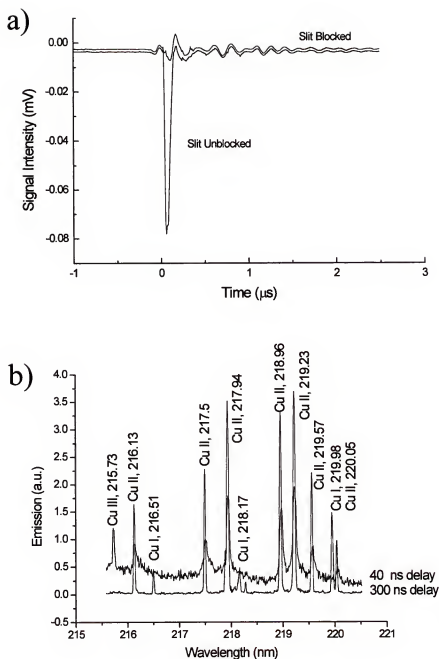 a)
0.00
-0.02
-0.04
-0.06
-0.08
Signal Intensity (mV)
Slit Blocked
Slit Unblocked
-1
0
1
2
3
Time (μs)
b)
4.0
3.5
3.0
2.5
2.0
1.5
1.0
0.5
0.0
-0.5
Emission (a.u.)
Cu III, 215.73
Cu II, 216.13
Cu I, 216.51
Cu II, 217.5
Cu II, 217.94
Cu I, 218.17
Cu II, 218.96
Cu II, 219.23
Cu II, 219.57
Cu I, 219.98
Cu II, 220.05
40 ns delay
300 ns delay
215
216
217
218
219
220
221
Wavelength (nm)